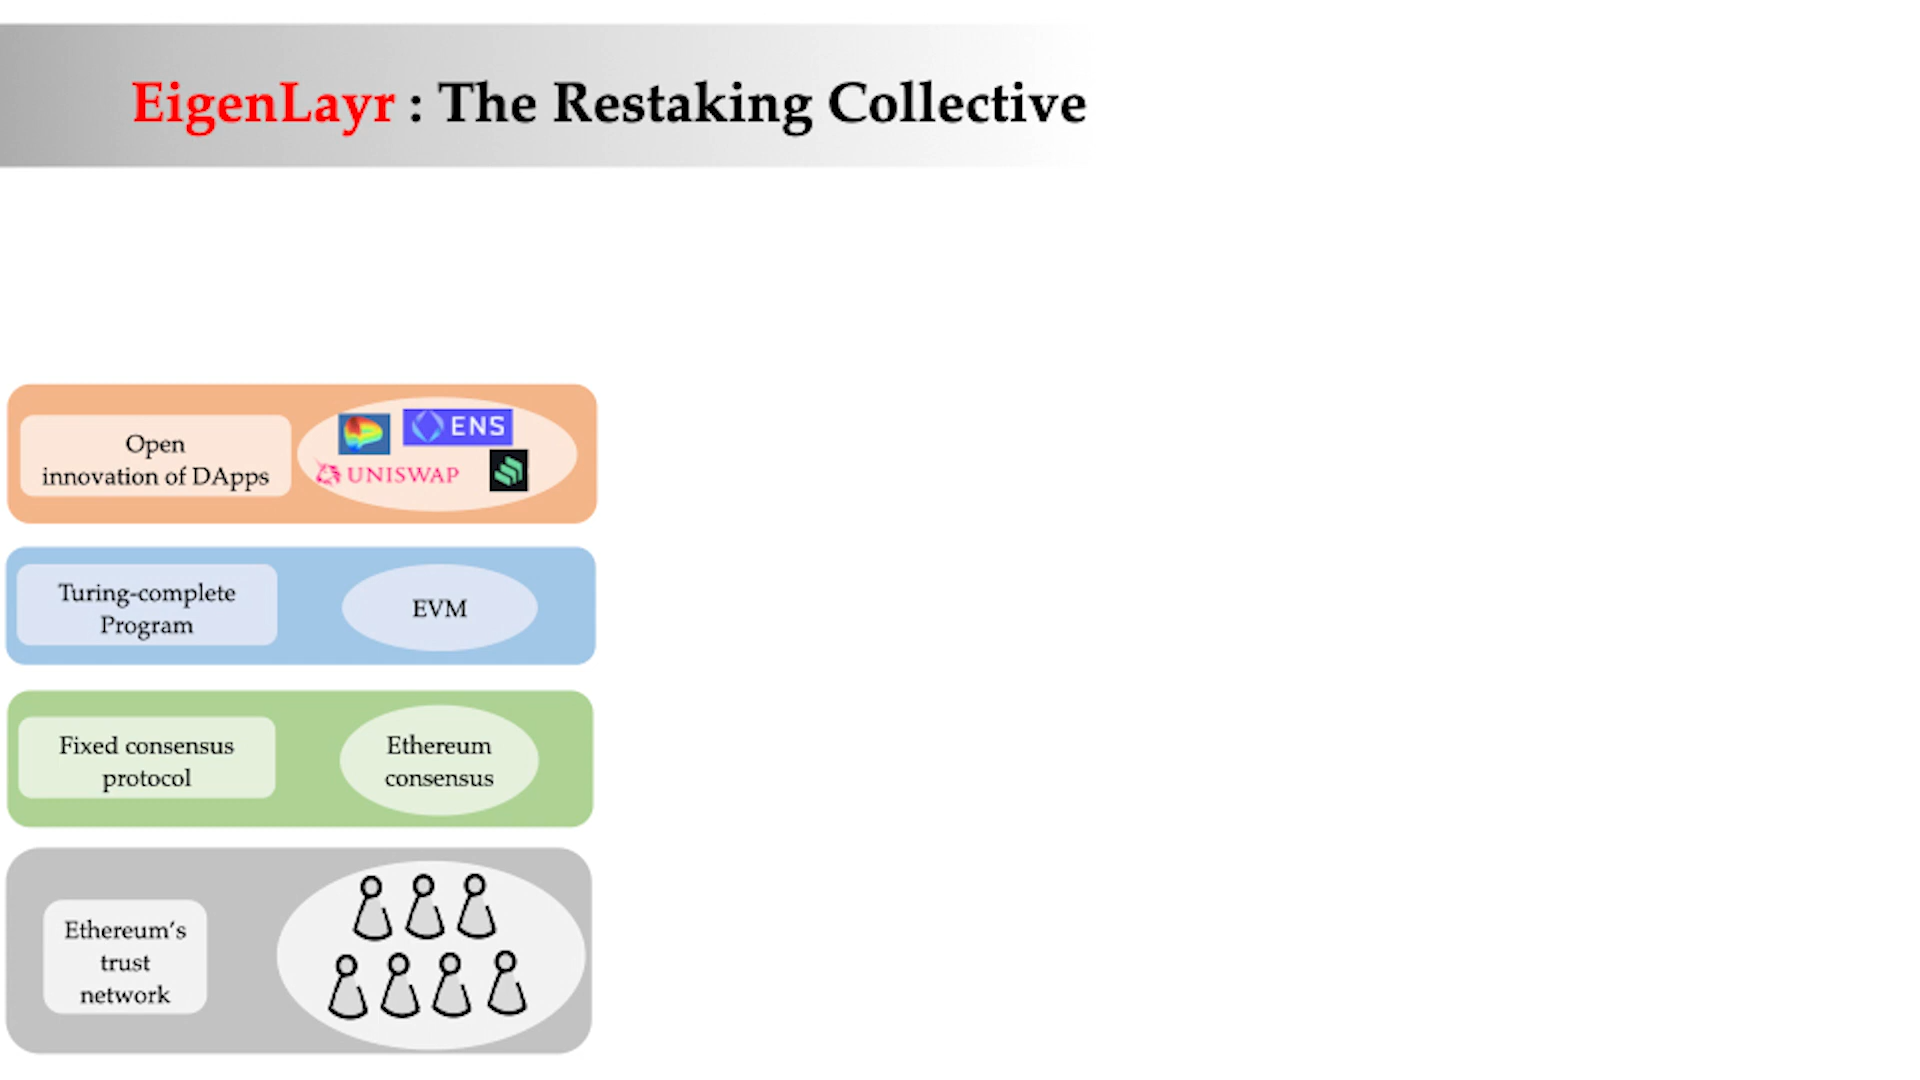 EigenLayr : The Restaking Collective
Open
innovation of DApps
ENS
UNISWAP
Turing-complete
Program
EVM
Fixed consensus
protocol
Ethereum
consensus
Ethereum's
trust
network